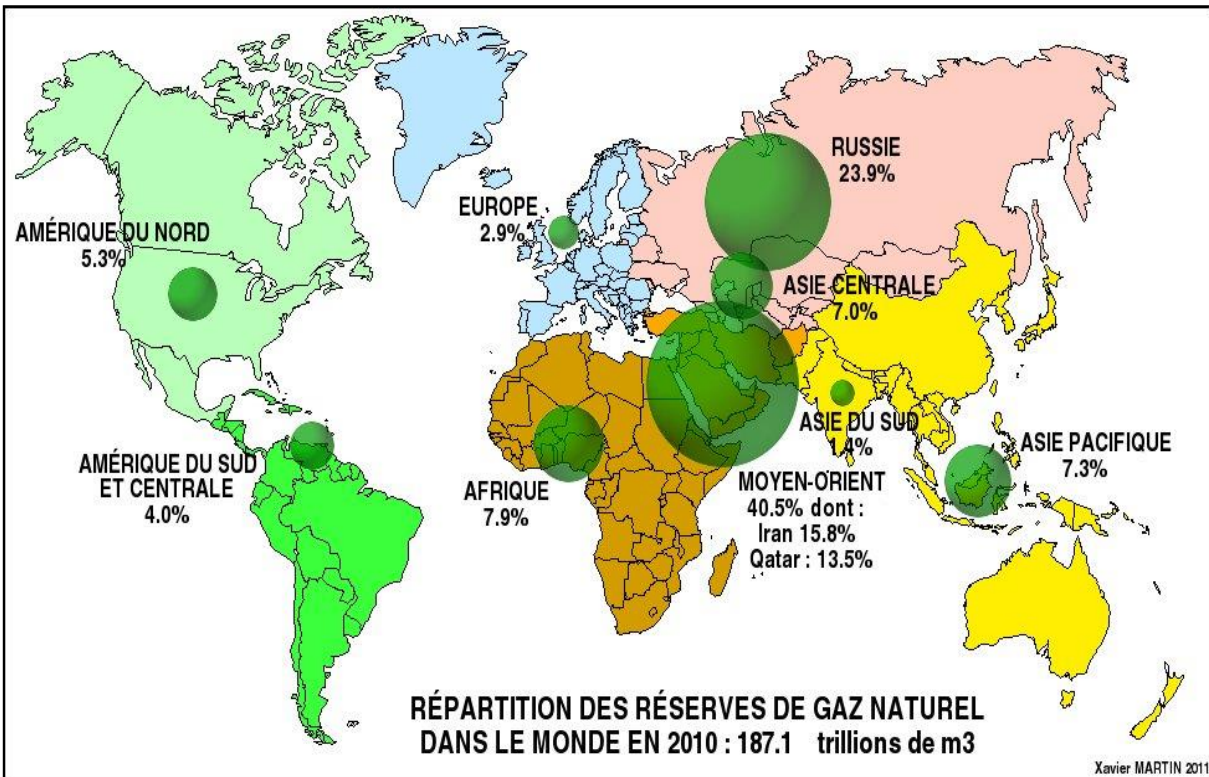 RUSSIE
23.9%
EUROPE
2.9%
AMÉRIQUE DU NORD
5.3%
ASIE CENTRALE
7.0%
ASIE DU SUD
1.4%
ASIE PACIFIQUE
7.3%
AMÉRIQUE DU SUD
ET CENTRALE
4.0%
AFRIQUE
7.9%
MOYEN-ORIENT
40.5% dont :
Iran 15.8%
Qatar : 13.5%
RÉPARTITION DES RÉSERVES DE GAZ NATUREL
DANS LE MONDE EN 2010 : 187.1 trillions de m3
Xavier MARTIN 2011